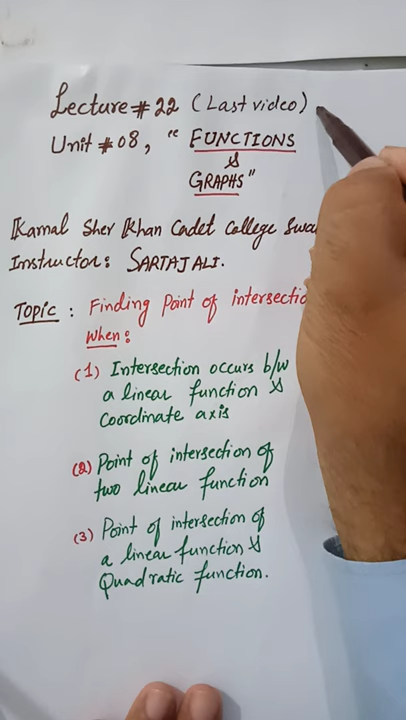 Lecture # 22 (Last video)
Unit # 08, " FUNCTIONS
&
GRAPHS"
Kamal Sher Khan Cadet College
Instructor: SARTAJ ALI.
Topic : Finding Point of
When:
(1) Intersection occurs b/w
a linear function &
Coordinate axis
(2) Point of intersection of
two linear function
(3) Point of intersection of
a linear function &
Quadratic function.